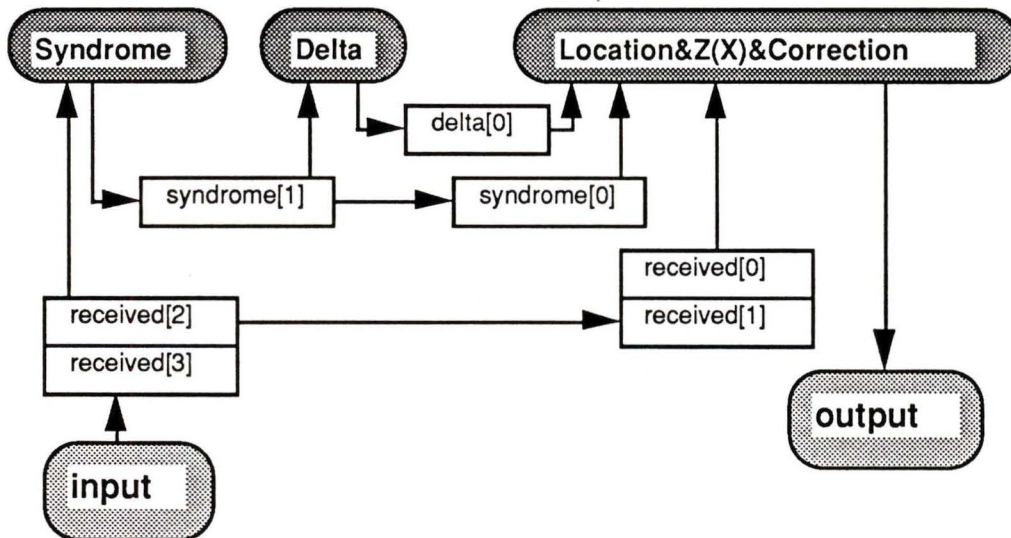 Syndrome
Delta
Location&Z(X)&Correction
delta[0]
syndrome[1]
syndrome[0]
received[0]
received[1]
received[2]
received[3]
input
output